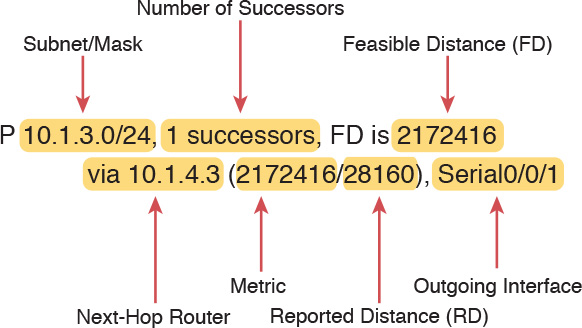 Number of Successors
Subnet/Mask
Feasible Distance (FD)
P 10.1.3.0/24, 1 successors, FD is 2172416
via 10.1.4.3 (2172416/28160), Serial0/0/1
Metric
Outgoing Interface
Next-Hop Router
Reported Distance (RD)